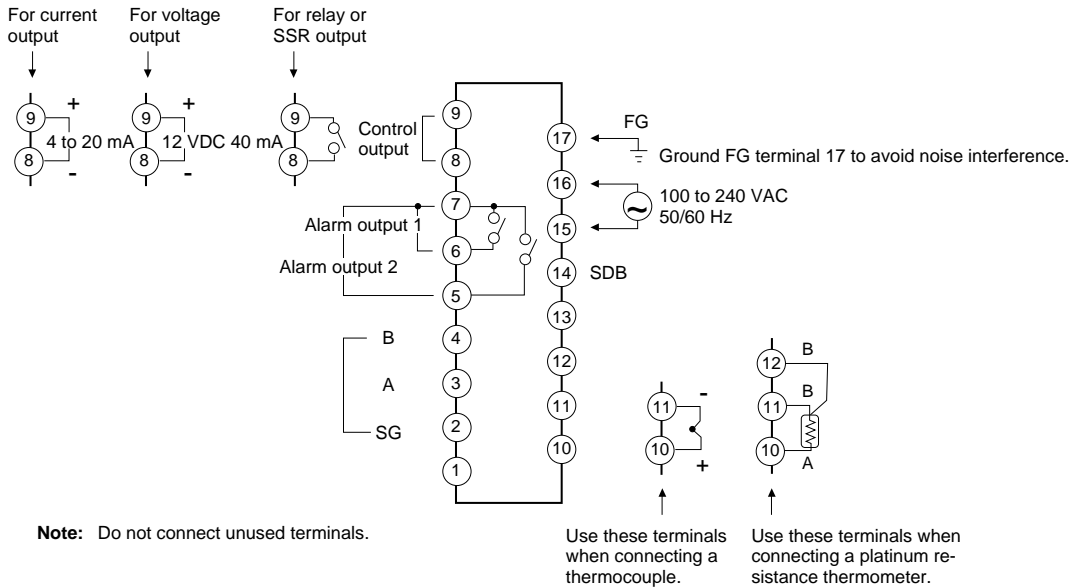 For current
output
For voltage
output
For relay or
SSR output
9
+
4 to 20 mA
8
-
9
+
12 VDC 40 mA
8
-
9
8
9
Control
output
8
7
Alarm output 1
6
Alarm output 2
5
4
B
3
A
2
SG
1
17
FG
Ground FG terminal 17 to avoid noise interference.
16
100 to 240 VAC
50/60 Hz
15
14
SDB
13
12
11
10
11
-
10
+
12
B
11
B
10
A
Note: Do not connect unused terminals.
Use these terminals
when connecting a
thermocouple.
Use these terminals when
connecting a platinum re-
sistance thermometer.